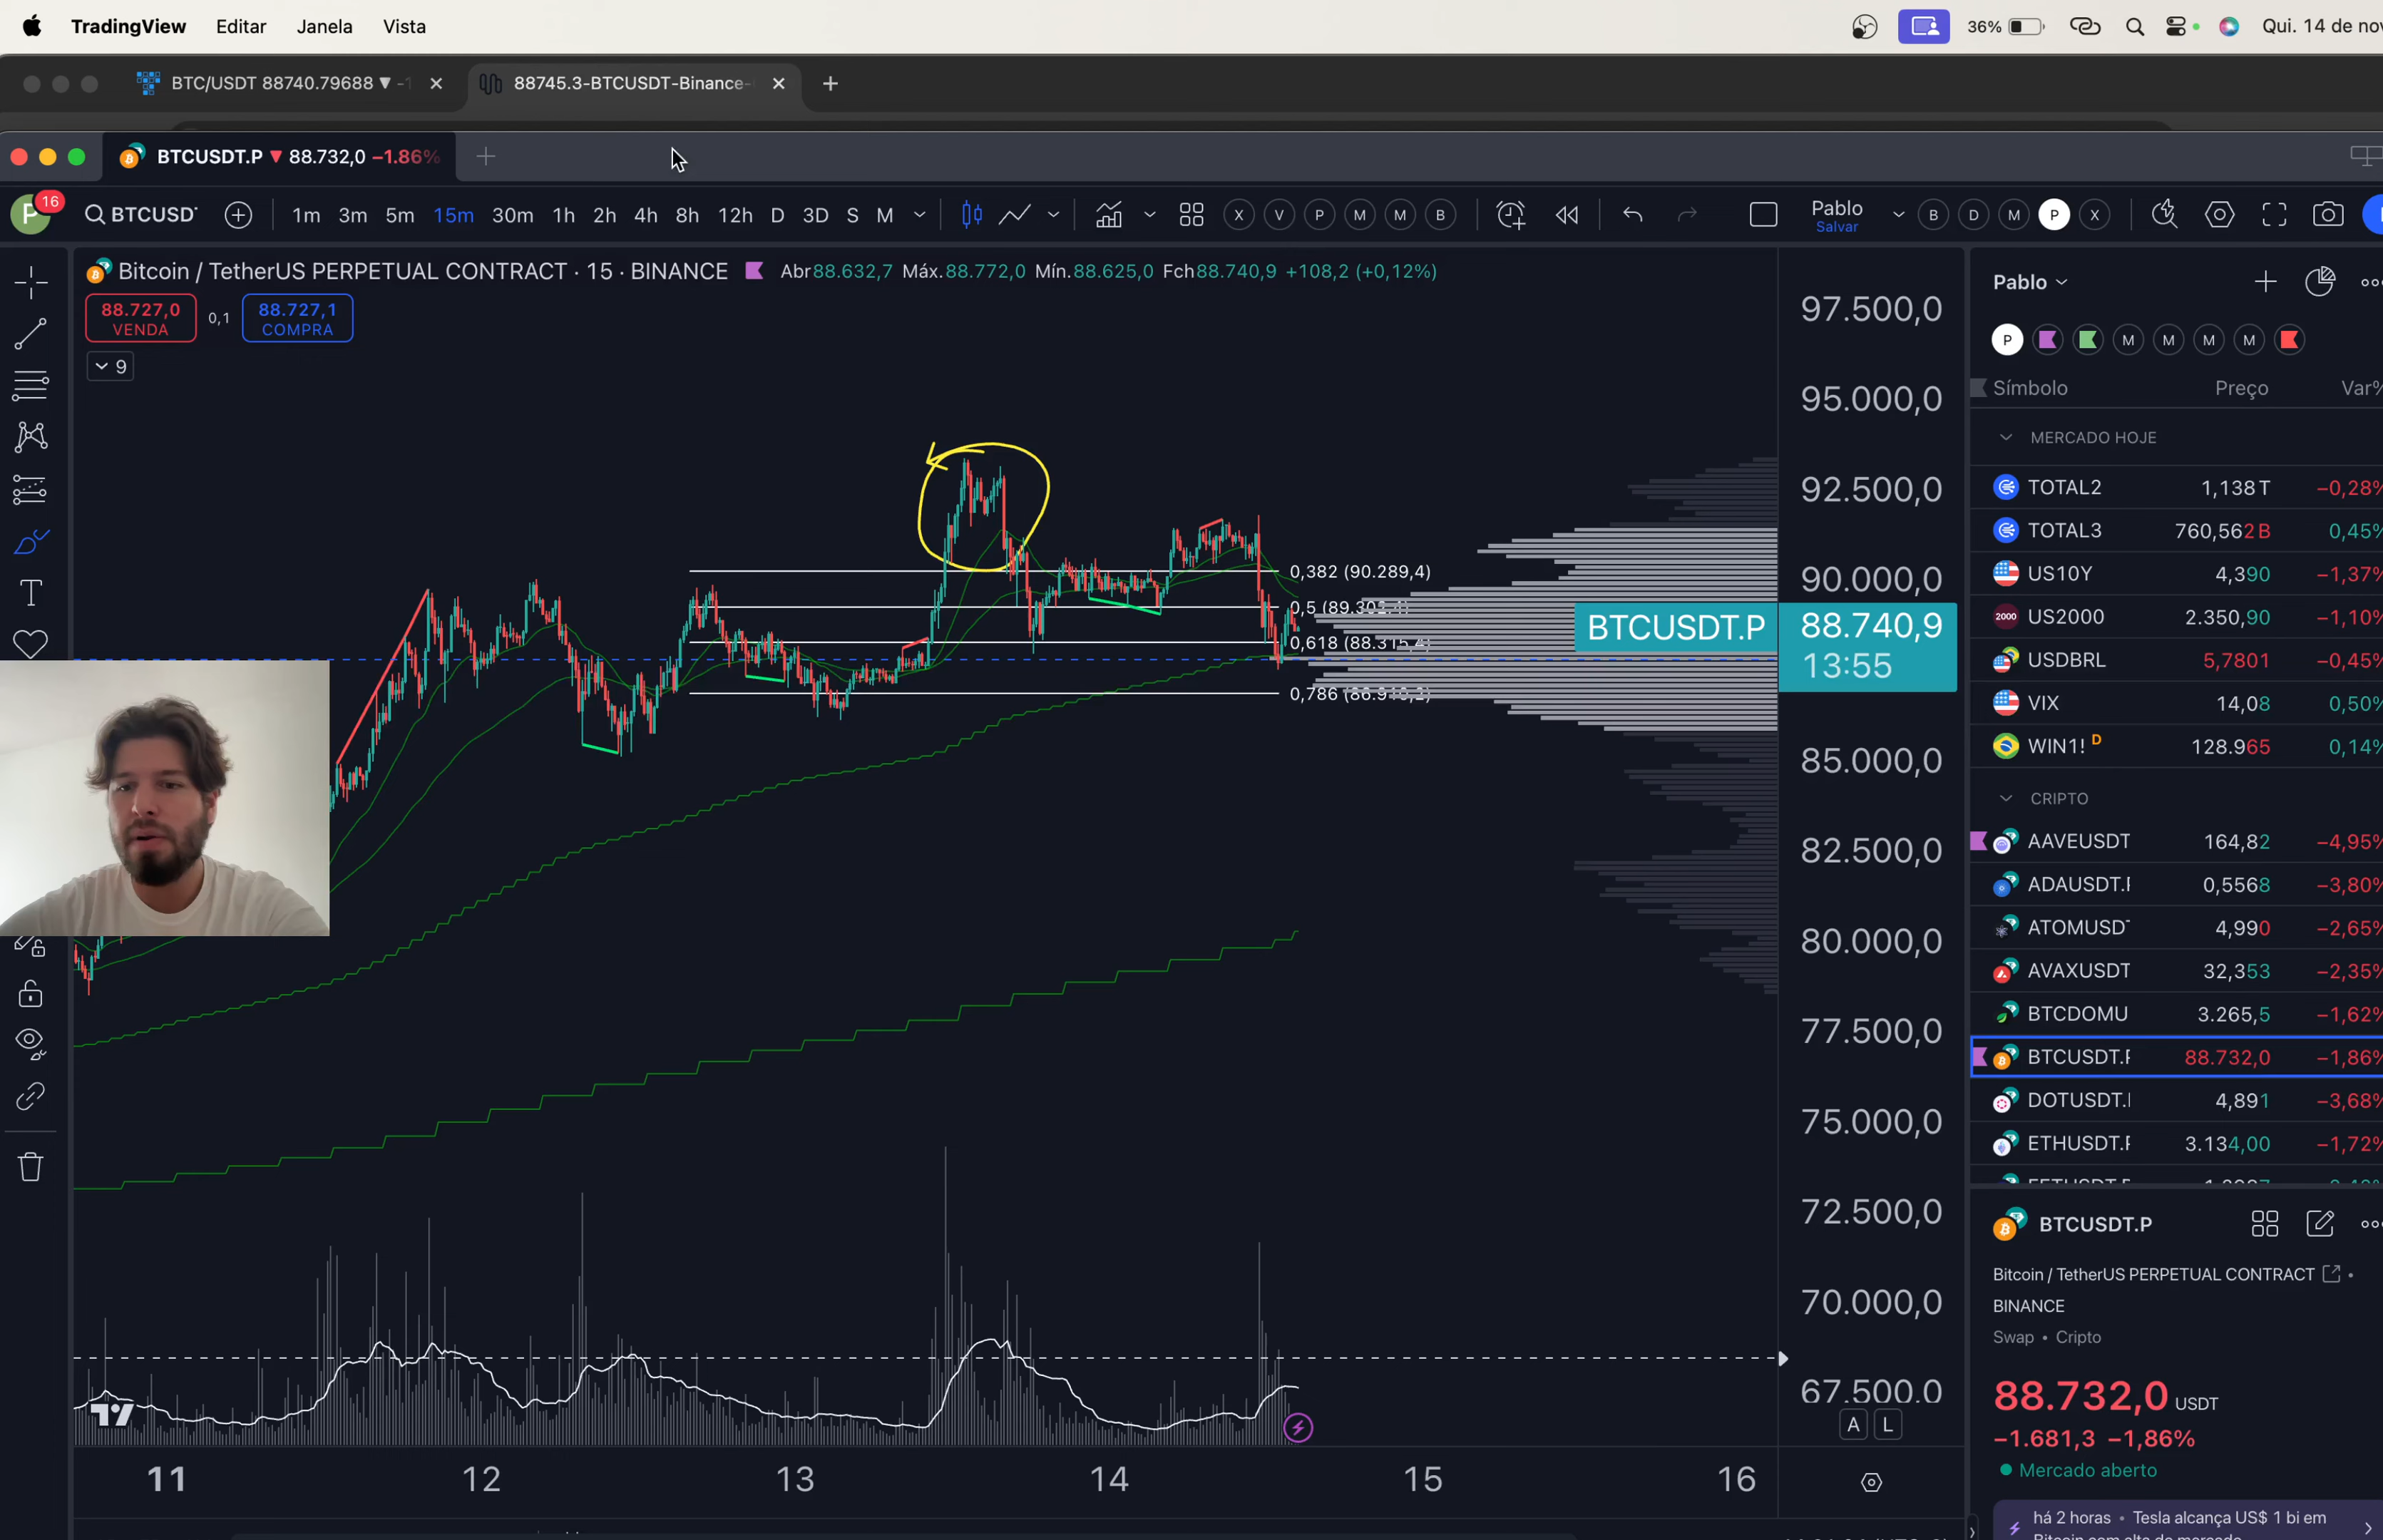 TradingView Editar Janela Vista 36% Qui. 14 de nov
BTC/USDT 88740.79688 ▼ -1 88745.3-BTCUSDT-Binance-
BTCUSDT.P ▼ 88.732,0 −1.86%
P 16 BTCUSD 1m 3m 5m 15m 30m 1h 2h 4h 8h 12h D 3D S M X V P M M B Pablo B D M P X
Salvar
Bitcoin / TetherUS PERPETUAL CONTRACT · 15 · BINANCE Abr88.632,7 Máx.88.772,0 Mín.88.625,0 Fch88.740,9 +108,2 (+0,12%)
88.727,0 0,1 88.727,1
VENDA COMPRA
9
97.500,0
95.000,0
92.500,0
0,382 (90.289,4)
90.000,0
0,5
BTCUSDT.P 88.740,9
0,618 (88.315,4)
13:55
0,786
85.000,0
82.500,0
80.000,0
77.500,0
75.000,0
72.500,0
70.000,0
67.500,0
A L
11 12 13 14 15 16
Pablo
P M M M M
Símbolo Preço Var%
MERCADO HOJE
TOTAL2 1,138 T −0,28%
TOTAL3 760,562 B 0,45%
US10Y 4,390 −1,37%
2000 US2000 2.350,90 −1,10%
USDBRL 5,7801 −0,45%
VIX 14,08 0,50%
WIN1! D 128.965 0,14%
CRIPTO
AAVEUSDT 164,82 −4,95%
ADAUSDT. 0,5568 −3,80%
ATOMUSD 4,990 −2,65%
AVAXUSDT 32,353 −2,35%
BTCDOMU 3.265,5 −1,62%
BTCUSDT. 88.732,0 −1,86%
DOTUSDT. 4,891 −3,68%
ETHUSDT. 3.134,00 −1,72%
BTCUSDT.P
Bitcoin / TetherUS PERPETUAL CONTRACT •
BINANCE
Swap • Cripto
88.732,0 USDT
−1.681,3 −1,86%
Mercado aberto
há 2 horas • Tesla alcança US$ 1 bi em